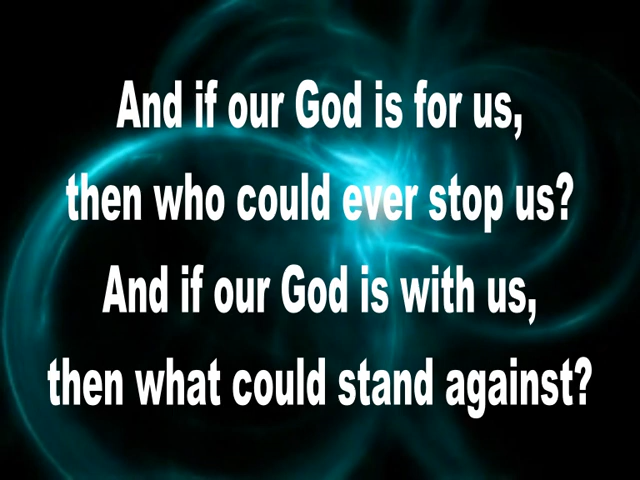 And if our God is for us,
then who could ever stop us?
And if our God is with us,
then what could stand against?